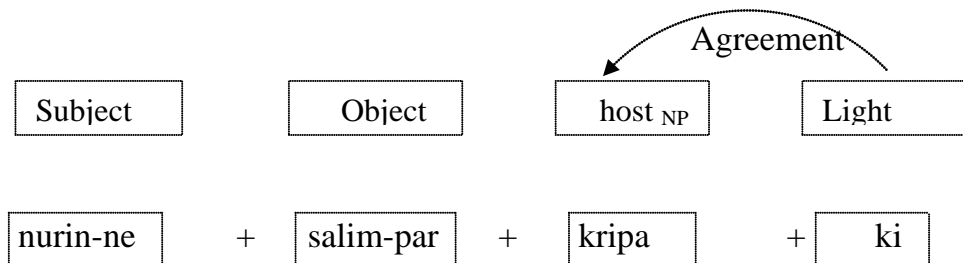 Agreement
Subject Object host NP Light
nurin-ne + salim-par + kripa + ki